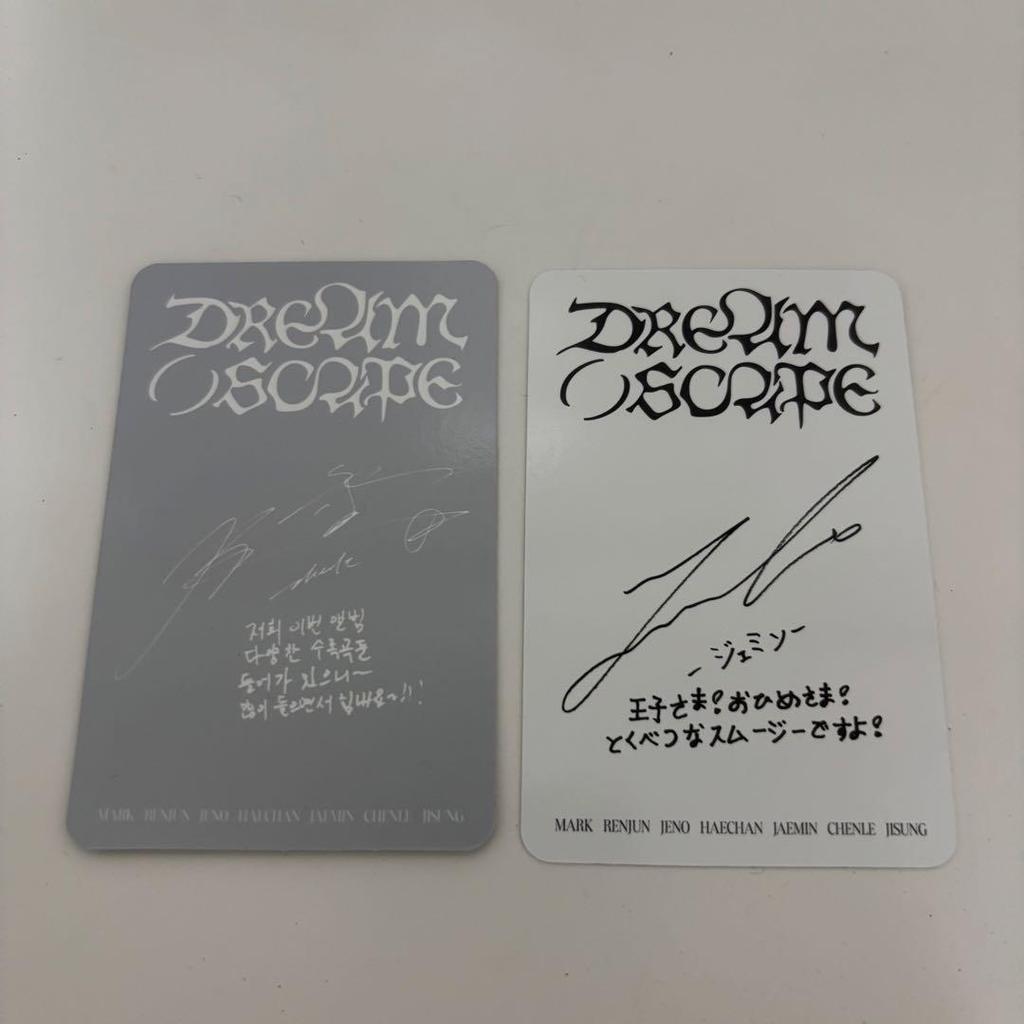 DREAM
()SCAPE
저희 이번 앨범
다양한 수록곡들
들어가 있으니~
많이 들으면서 힘내요~!!!
MARK RENJUN JENO HAECHAN JAEMIN CHENLE JISUNG
DREAM
()SCAPE
-ジェミン-
王子さま?おひめさま?
とくべつなスムージーですよ?
MARK RENJUN JENO HAECHAN JAEMIN CHENLE JISUNG